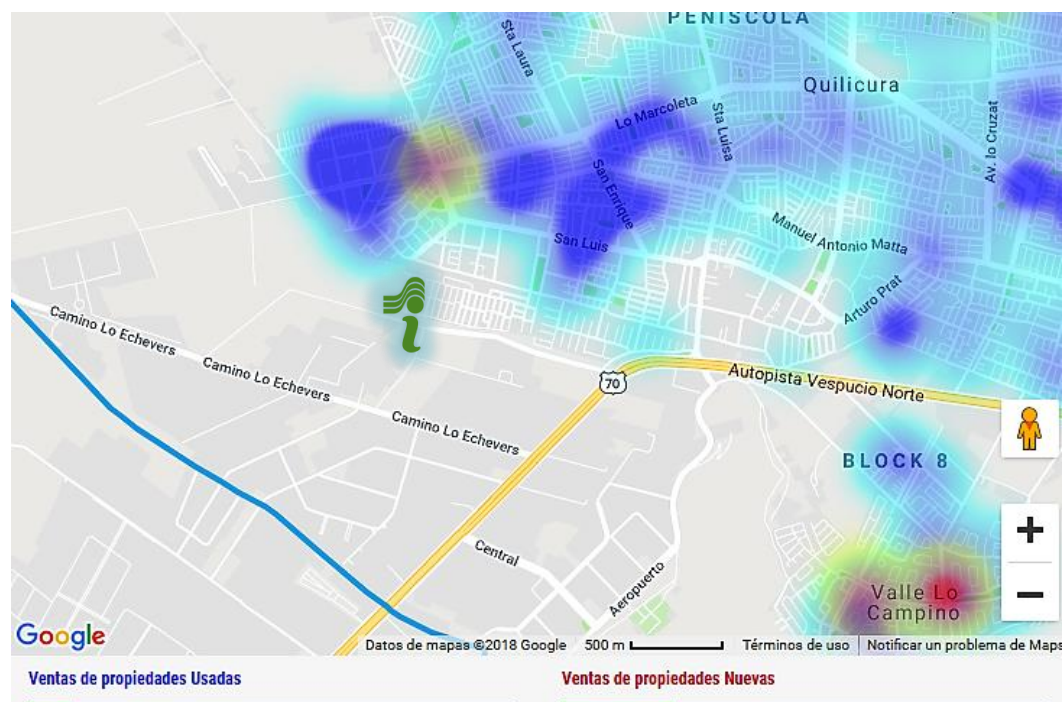 PEÑISCOLA
Sta Laura
Quilicura
Lo Marcoleta
Sta Luisa
Av. lo Cruzat
San Enrique
San Luis
Manuel Antonio Matta
Arturo Prat
Camino Lo Echevers
Camino Lo Echevers
Camino Lo Echevers
70
Autopista Vespucio Norte
BLOCK 8
Central
Aeropuerto
Valle Lo
Campino
Google
Datos de mapas ©2018 Google
500 m
Términos de uso
Notificar un problema de Maps
Ventas de propiedades Usadas
Ventas de propiedades Nuevas